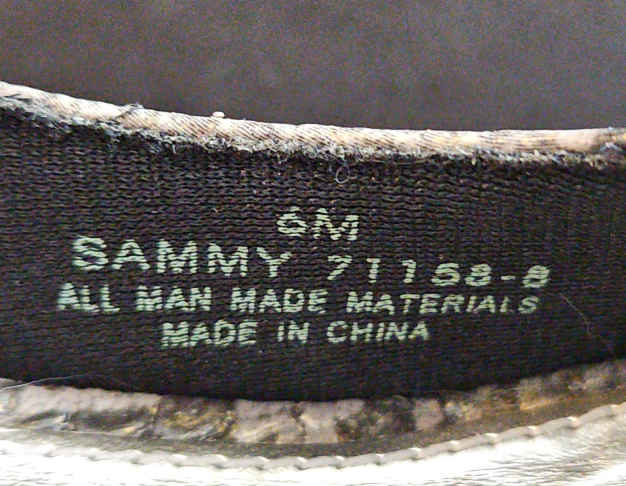 6M
SAMMY 71158-8
ALL MAN MADE MATERIALS
MADE IN CHINA